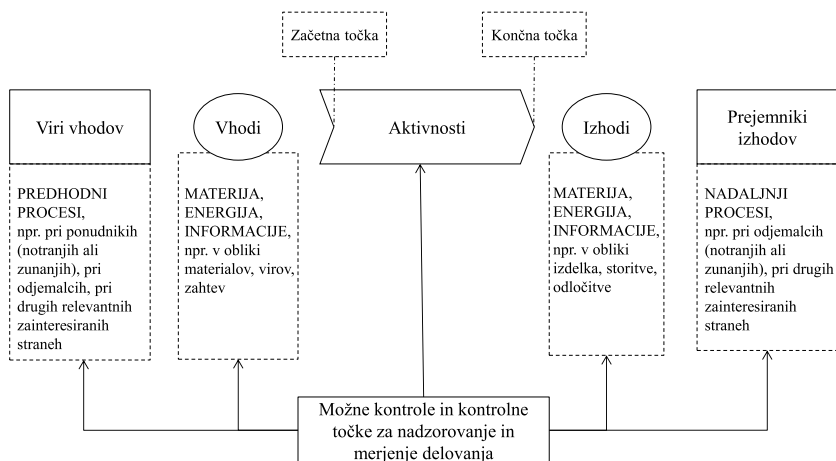 Začetna točka
Končna točka
Viri vhodov
Vhodi
Aktivnosti
Izhodi
Prejemniki
izhodov
PREDHODNI
PROCESI,
npr. pri ponudnikih
(notranjih ali
zunanjih), pri
odjemalcih, pri
drugih relevantnih
zainteresiranih
straneh
MATERIJA,
ENERGIJA,
INFORMACIJE,
npr. v obliki
materialov, virov,
zahtev
MATERIJA,
ENERGIJA,
INFORMACIJE,
npr. v obliki
izdelka, storitve,
odločitve
NADALJNJI
PROCESI,
npr. pri odjemalcih
(notranjih ali
zunanjih), pri drugih
relevantnih
zainteresiranih
straneh
Možne kontrole in kontrolne
točke za nadzorovanje in
merjenje delovanja